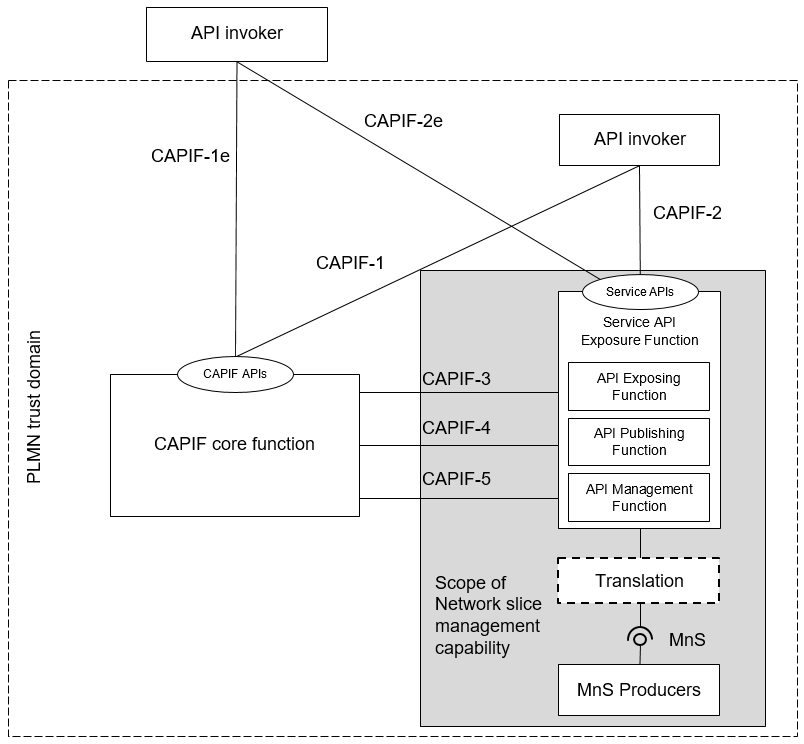 API invoker
CAPIF-2e
API invoker
CAPIF-1e
CAPIF-2
CAPIF-1
Service APIs
Service API
Exposure Function
PLMN trust domain
CAPIF APIs
CAPIF-3
API Exposing
Function
CAPIF core function
CAPIF-4
API Publishing
Function
CAPIF-5
API Management
Function
Scope of
Network slice
management
capability
Translation
MnS
MnS Producers